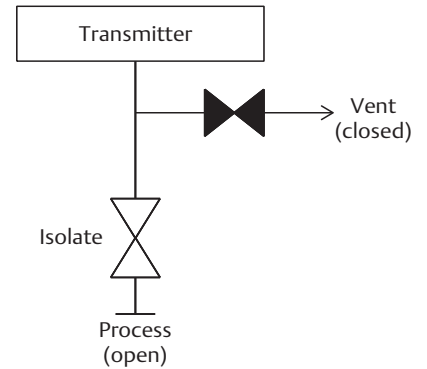 Transmitter
Vent
(closed)
Isolate
Process
(open)